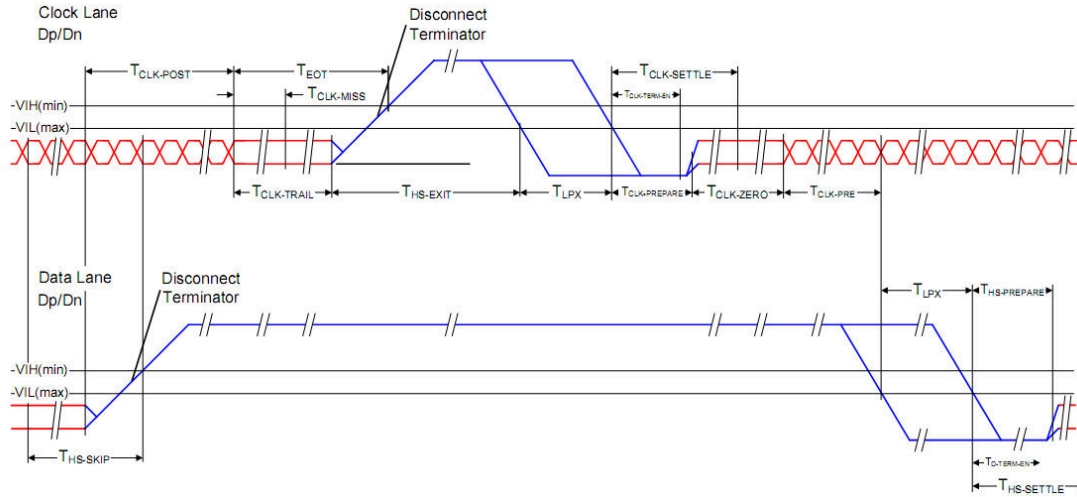 Clock Lane
Dp/Dn
Disconnect
Terminator
TCLK-POST
TEOT
TCLK-SETTLE
TCLK-MISS
TCLK-TERM-EN
VIH(min)
VIL(max)
TCLK-TRAIL
THS-EXIT
TLPX
TCLK-PREPARE
TCLK-ZERO
TCLK-PRE
Data Lane
Dp/Dn
Disconnect
Terminator
TLPX
THS-PREPARE
VIH(min)
VIL(max)
THS-SKIP
TD-TERM-EN
THS-SETTLE